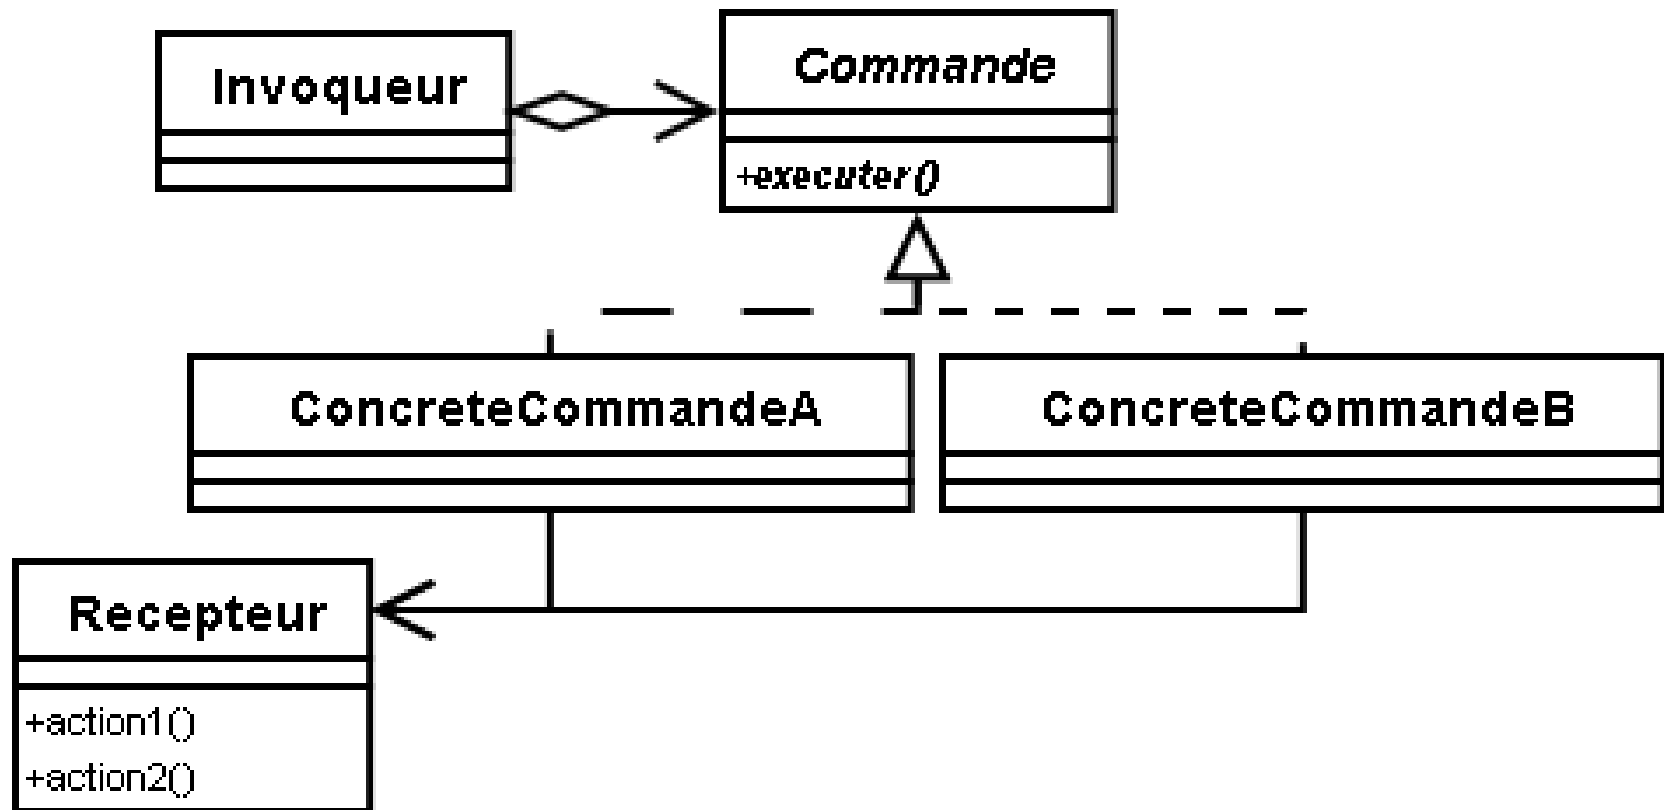 Invoqueur
Commande
+executer()
ConcreteCommandeA
ConcreteCommandeB
Recepteur
+action1()
+action2()